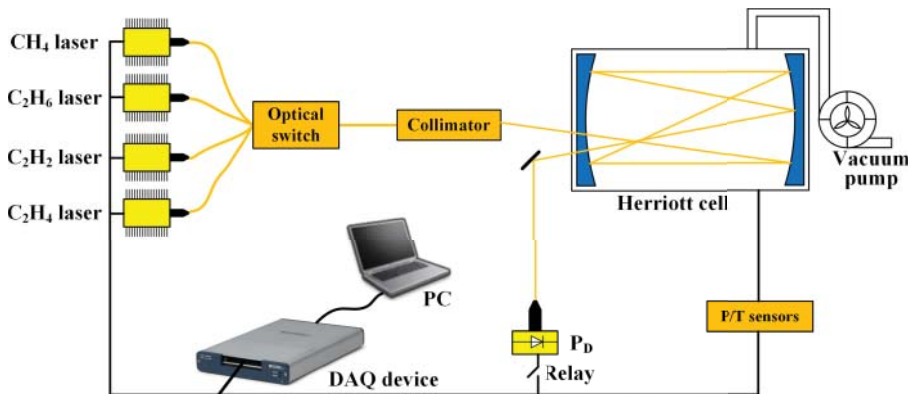 CH4 laser
C2H6 laser
C2H2 laser
C2H4 laser
Optical
switch
Collimator
Herriott cell
Vacuum
pump
PC
P/T sensors
PD
Relay
DAQ device